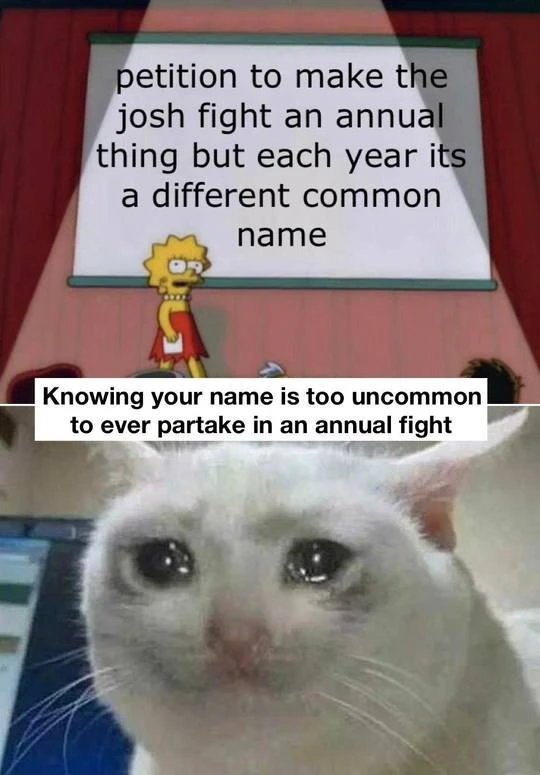 petition to make the
josh fight an annual
thing but each year its
a different common
name
Knowing your name is too uncommon
to ever partake in an annual fight